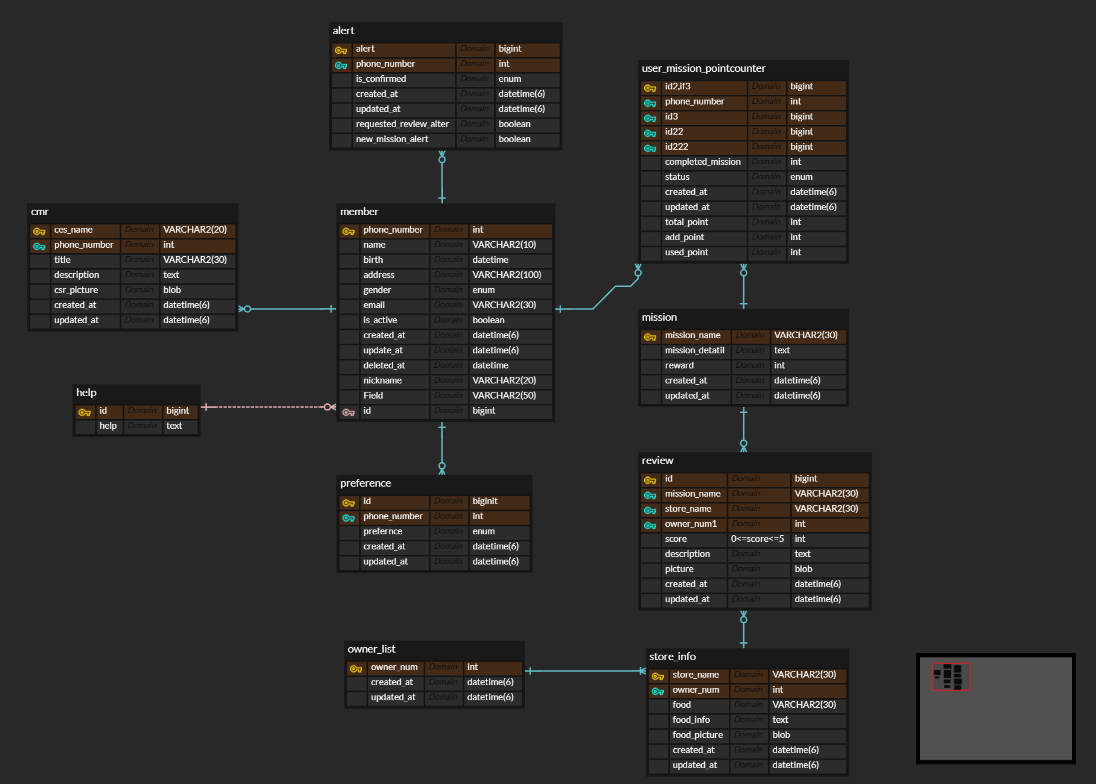 alert
alert Domain bigint
phone_number Domain int
is_confirmed Domain enum
created_at Domain datetime(6)
updated_at Domain datetime(6)
requested_review_alter Domain boolean
new_mission_alert Domain boolean
user_mission_pointcounter
id2,if3 Domain bigint
phone_number Domain int
id3 Domain bigint
id22 Domain bigint
id222 Domain bigint
completed_mission Domain int
status Domain enum
created_at Domain datetime(6)
updated_at Domain datetime(6)
total_point Domain int
add_point Domain int
used_point Domain int
cmr
ces_name Domain VARCHAR2(20)
phone_number Domain int
title Domain VARCHAR2(30)
description Domain text
csr_picture Domain blob
created_at Domain datetime(6)
updated_at Domain datetime(6)
member
phone_number Domain int
name Domain VARCHAR2(10)
birth Domain datetime
address Domain VARCHAR2(100)
gender Domain enum
email Domain VARCHAR2(30)
is_active Domain boolean
created_at Domain datetime(6)
update_at Domain datetime(6)
deleted_at Domain datetime
nickname Domain VARCHAR2(20)
Field Domain VARCHAR2(50)
id Domain bigint
mission
mission_name Domain VARCHAR2(30)
mission_detatil Domain text
reward Domain int
created_at Domain datetime(6)
updated_at Domain datetime(6)
help
id Domain bigint
help Domain text
preference
id Domain biginit
phone_number Domain int
prefernce Domain enum
created_at Domain datetime(6)
updated_at Domain datetime(6)
review
id Domain bigint
mission_name Domain VARCHAR2(30)
store_name Domain VARCHAR2(30)
owner_num1 Domain int
score 0<=score<=5 int
description Domain text
picture Domain blob
created_at Domain datetime(6)
updated_at Domain datetime(6)
owner_list
owner_num Domain int
created_at Domain datetime(6)
updated_at Domain datetime(6)
store_info
store_name Domain VARCHAR2(30)
owner_num Domain int
food Domain VARCHAR2(30)
food_info Domain text
food_picture Domain blob
created_at Domain datetime(6)
updated_at Domain datetime(6)